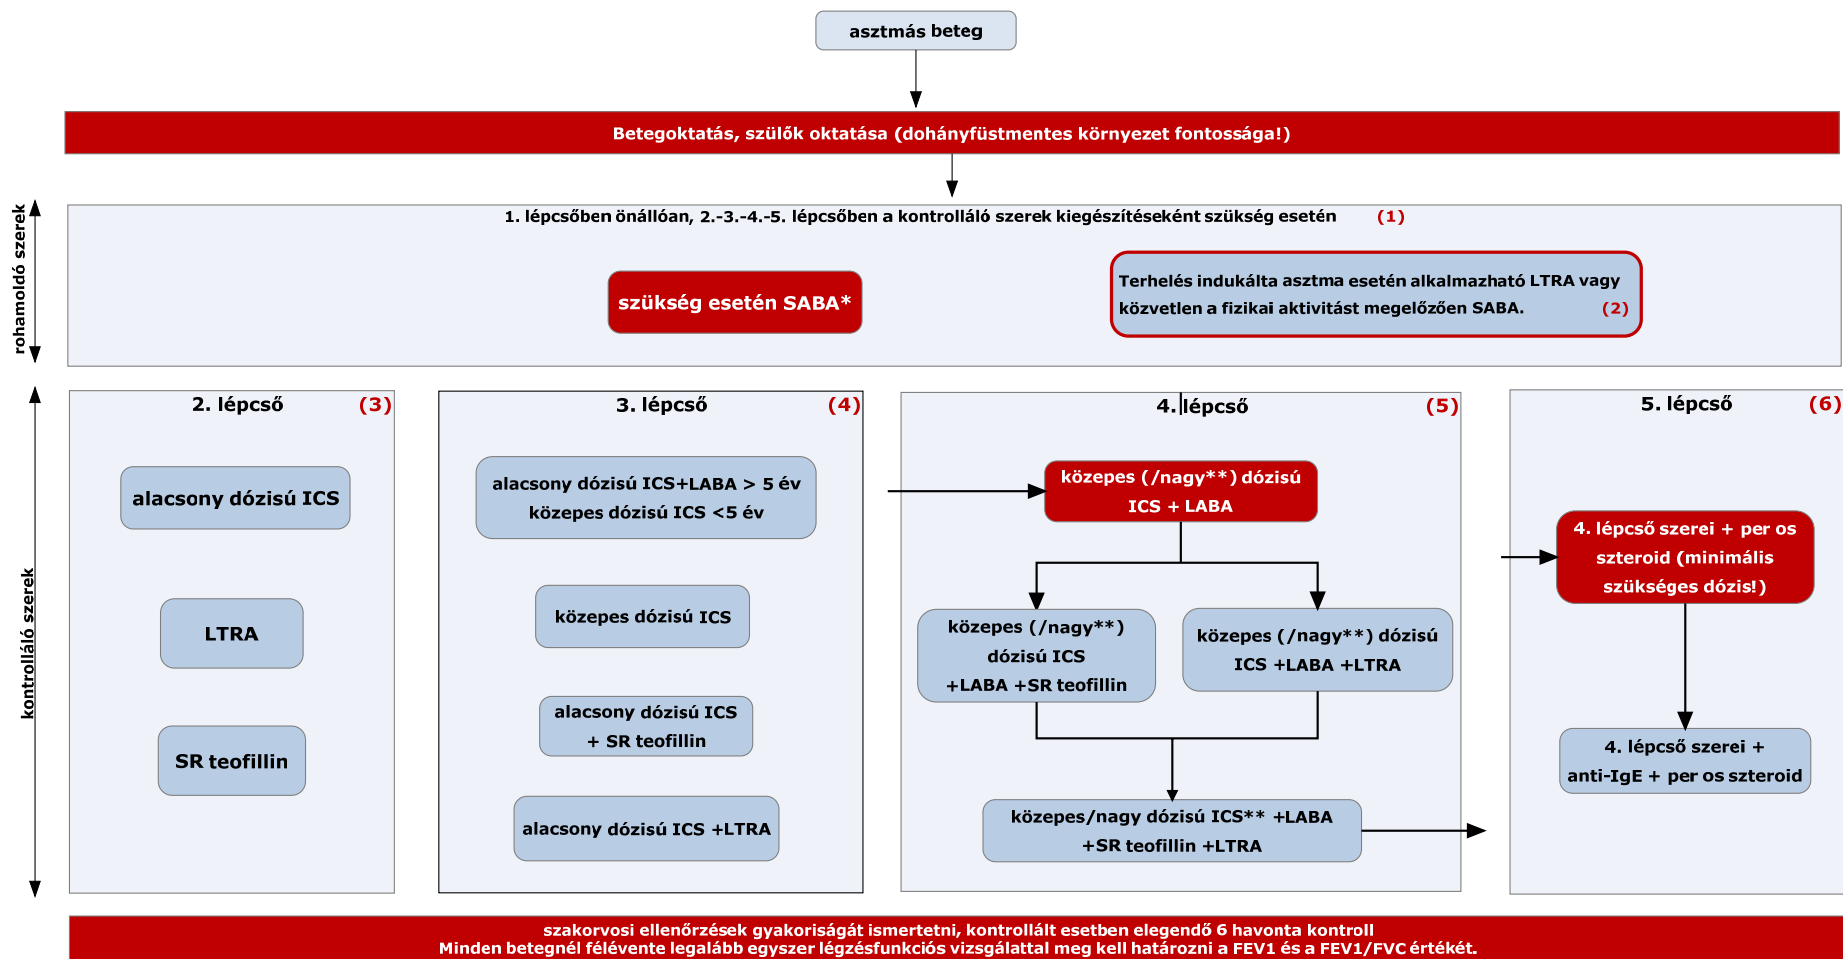 asztmás beteg
Betegoktatás, szülők oktatása (dohányfüstmentes környezet fontossága!)
rohamoldó szerek
1. lépcsőben önállóan, 2.-3.-4.-5. lépcsőben a kontrolláló szerek kiegészítéseként szükség esetén (1)
szükség esetén SABA*
Terhelés indukálta asztma esetén alkalmazható LTRA vagy
közvetlen a fizikai aktivitást megelőzően SABA. (2)
kontrolláló szerek
2. lépcső (3)
alacsony dózisú ICS
LTRA
SR teofillin
3. lépcső (4)
alacsony dózisú ICS+LABA > 5 év
közepes dózisú ICS <5 év
közepes dózisú ICS
alacsony dózisú ICS
+ SR teofillin
alacsony dózisú ICS +LTRA
4. lépcső (5)
közepes (/nagy**) dózisú
ICS + LABA
közepes (/nagy**)
dózisú ICS
+LABA +SR teofillin
közepes (/nagy**) dózisú
ICS +LABA +LTRA
közepes/nagy dózisú ICS** +LABA
+SR teofillin +LTRA
5. lépcső (6)
4. lépcső szerei + per os
szteroid (minimális
szükséges dózis!)
4. lépcső szerei +
anti-IgE + per os szteroid
szakorvosi ellenőrzések gyakoriságát ismertetni, kontrollált esetben elegendő 6 havonta kontroll
Minden betegnél félévente legalább egyszer légzésfunkciós vizsgálattal meg kell határozni a FEV1 és a FEV1/FVC értékét.